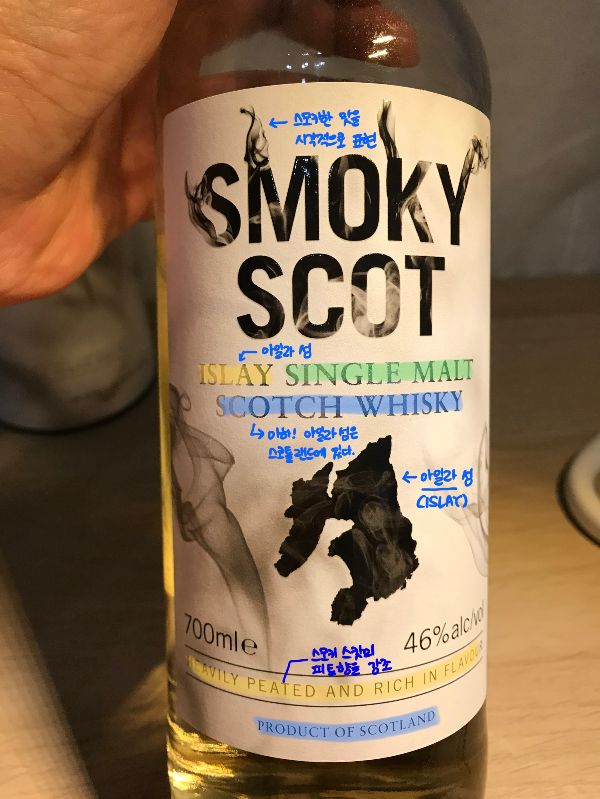 ← 스모키한 맛을
시각적으로 표현
SMOKY
SCOT
아일라 섬
ISLAY SINGLE MALT
SCOTCH WHISKY
↳ 아하! 아일라 섬은
스코틀랜드에 있다.
← 아일라 섬
(ISLAY)
700ml e
46% alc/vol
스모키 스캇의
피트함을 강조
HEAVILY PEATED AND RICH IN FLAVOUR
PRODUCT OF SCOTLAND